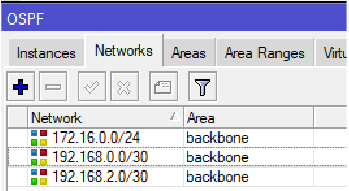 OSPF
Instances Networks Areas Area Ranges
Network Area
172.16.0.0/24 backbone
192.168.0.0/30 backbone
192.168.2.0/30 backbone